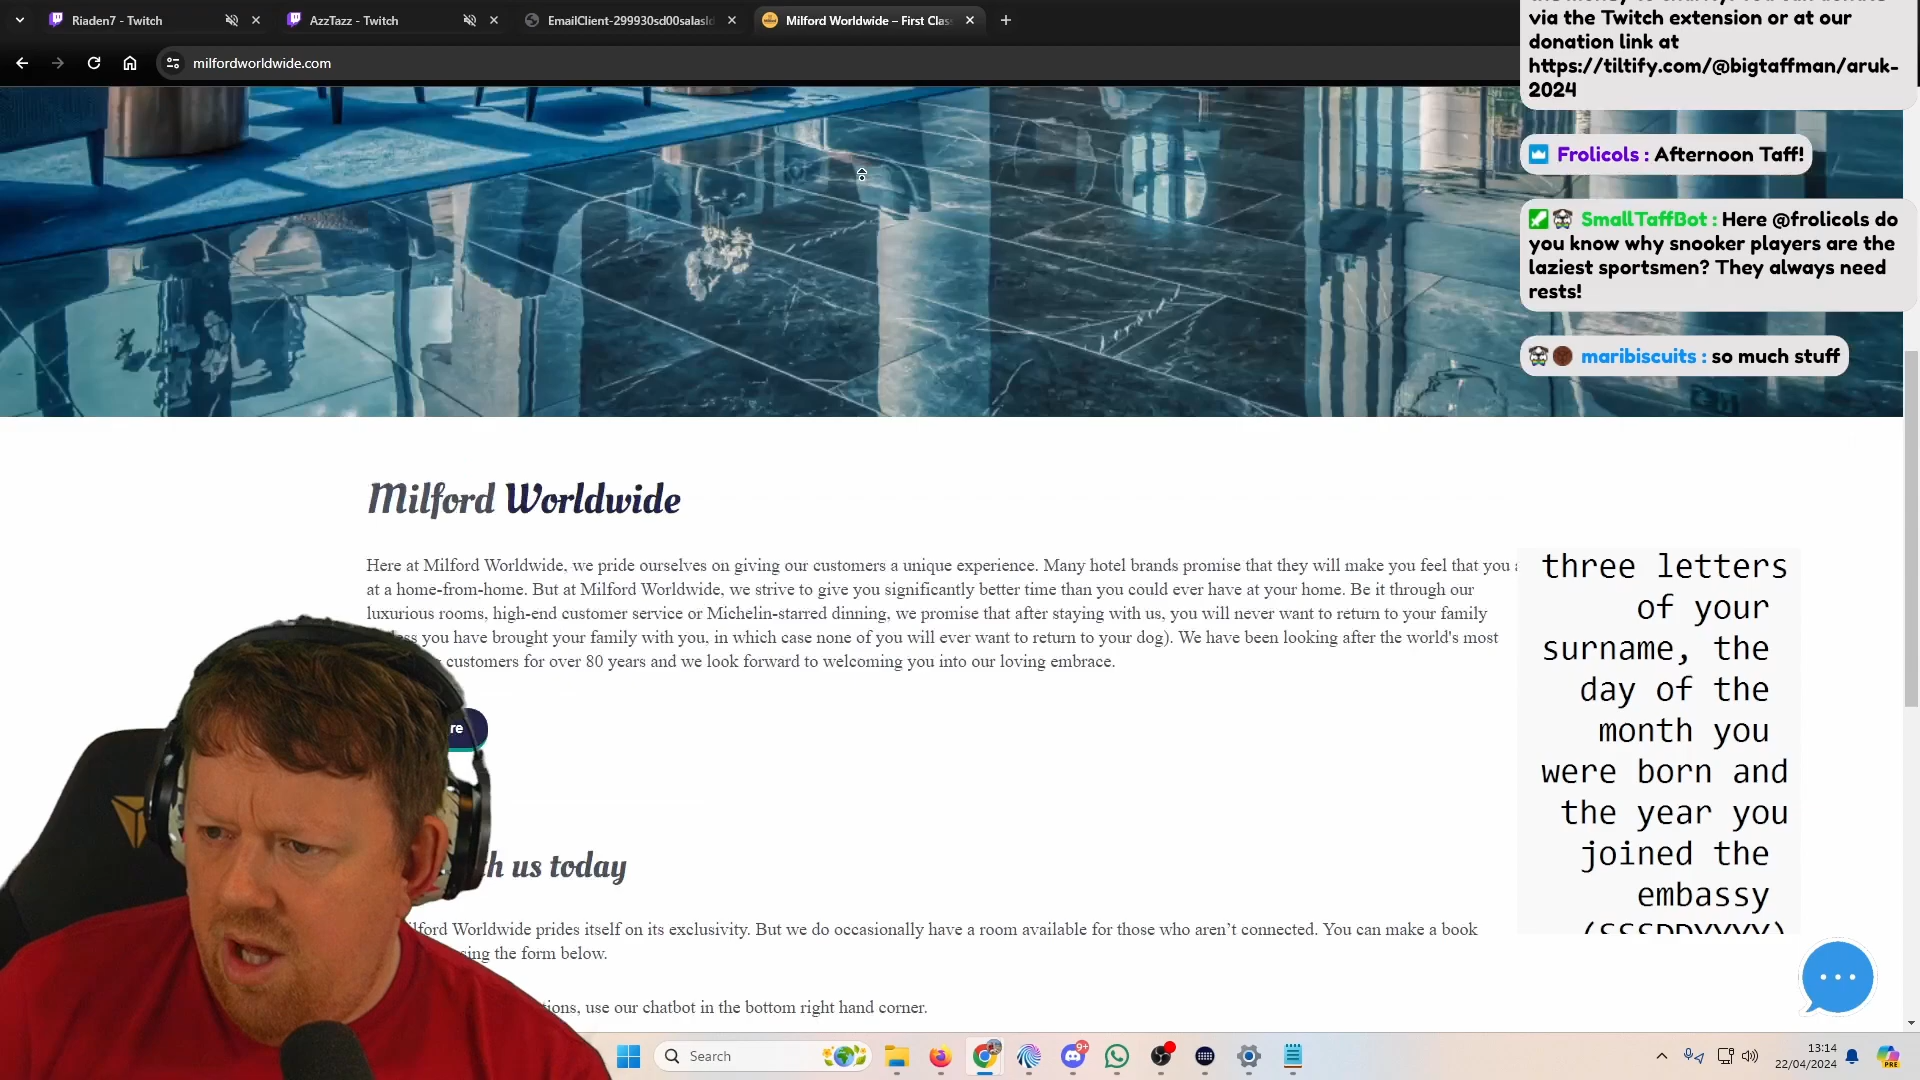 Riaden7 - Twitch
AzzTazz - Twitch
EmailClient-299930sd00salasld
Milford Worldwide – First Clas
milfordworldwide.com
via the Twitch extension or at our
donation link at
https://tiltify.com/@bigtaffman/aruk-
2024
Frolicols : Afternoon Taff!
SmallTaffBot : Here @frolicols do
you know why snooker players are the
laziest sportsmen? They always need
rests!
maribiscuits : so much stuff
Milford Worldwide
Here at Milford Worldwide, we pride ourselves on giving our customers a unique experience. Many hotel brands promise that they will make you feel that you
at a home-from-home. But at Milford Worldwide, we strive to give you significantly better time than you could ever have at your home. Be it through our
luxurious rooms, high-end customer service or Michelin-starred dinning, we promise that after staying with us, you will never want to return to your family
you have brought your family with you, in which case none of you will ever want to return to your dog). We have been looking after the world's most
customers for over 80 years and we look forward to welcoming you into our loving embrace.
re
three letters
of your
surname, the
day of the
month you
were born and
the year you
joined the
embassy
(SSSDDYYYY)
us today
ilford Worldwide prides itself on its exclusivity. But we do occasionally have a room available for those who aren’t connected. You can make a book
sing the form below.
tions, use our chatbot in the bottom right hand corner.
Search
9+
13:14
22/04/2024
PRE